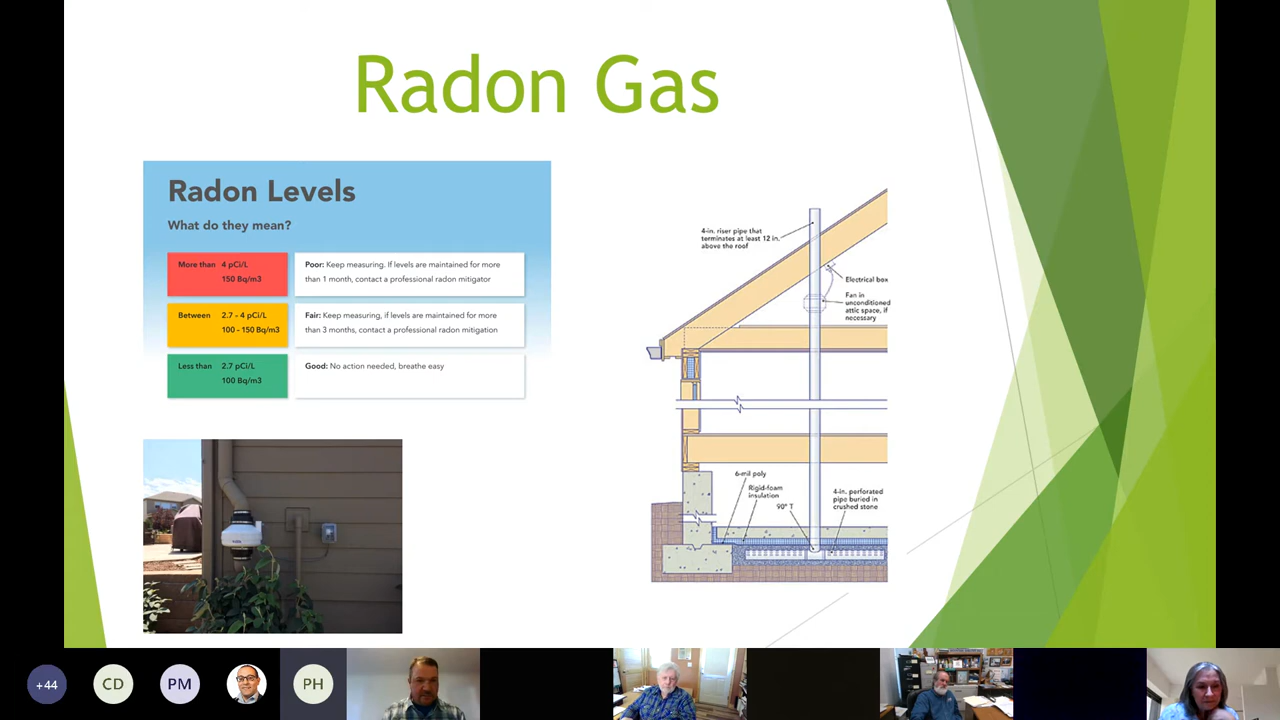 Radon Gas
Radon Levels
What do they mean?
More than 4 pCi/L
150 Bq/m3
Poor: Keep measuring. If levels are maintained for more
than 1 month, contact a professional radon mitigator
Between 2.7 - 4 pCi/L
100 - 150 Bq/m3
Fair: Keep measuring, if levels are maintained for more
than 3 months, contact a professional radon mitigation
Less than 2.7 pCi/L
100 Bq/m3
Good: No action needed, breathe easy
4-in. riser pipe that
terminates at least 12 in.
above the roof
Electrical box
Fan in
unconditioned
attic space, if
necessary
6-mil poly
Rigid-foam
insulation
90° T
4-in. perforated
pipe buried in
crushed stone
+44
CD
PM
PH